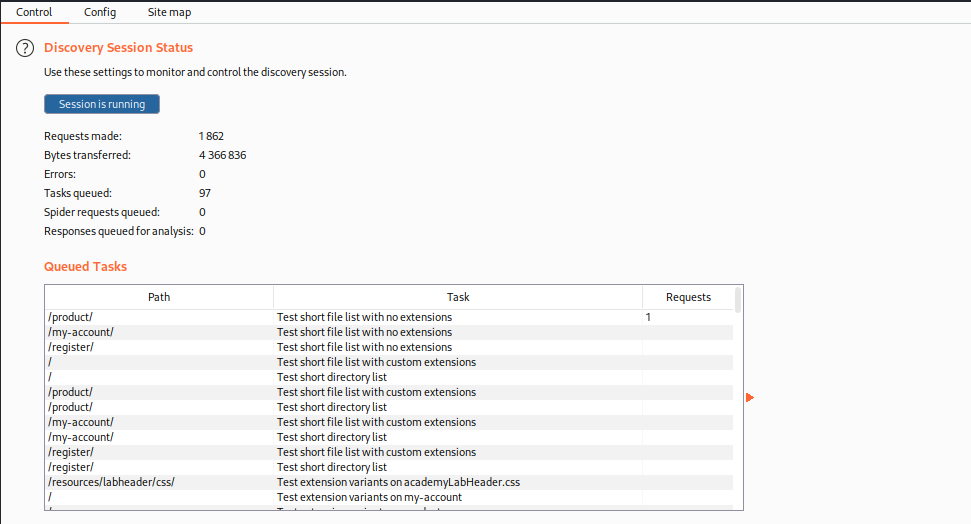 Control Config Site map
? Discovery Session Status
Use these settings to monitor and control the discovery session.
Session is running
Requests made: 1 862
Bytes transferred: 4 366 836
Errors: 0
Tasks queued: 97
Spider requests queued: 0
Responses queued for analysis: 0
Queued Tasks
Path Task Requests
/product/ Test short file list with no extensions 1
/my-account/ Test short file list with no extensions
/register/ Test short file list with no extensions
/ Test short file list with custom extensions
/ Test short directory list
/product/ Test short file list with custom extensions
/product/ Test short directory list
/my-account/ Test short file list with custom extensions
/my-account/ Test short directory list
/register/ Test short file list with custom extensions
/register/ Test short directory list
/resources/labheader/css/ Test extension variants on academyLabHeader.css
/ Test extension variants on my-account